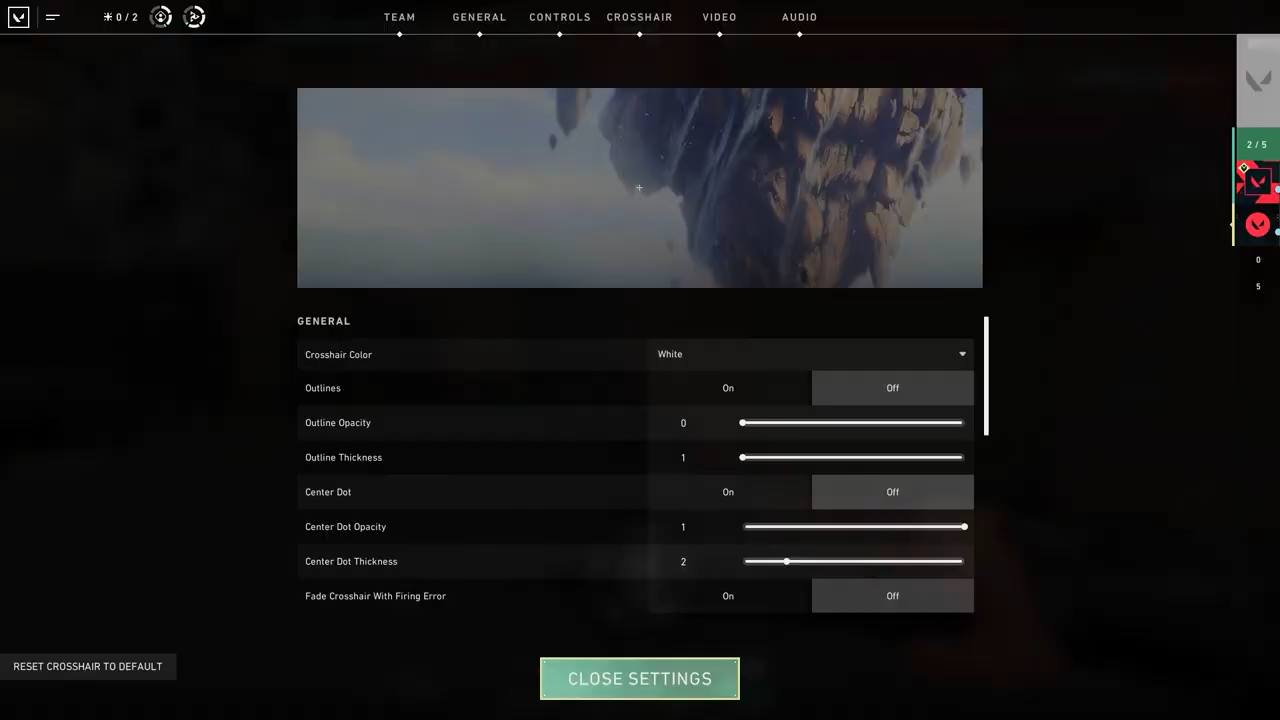 0 / 2
TEAM GENERAL CONTROLS CROSSHAIR VIDEO AUDIO
2 / 5
0
5
GENERAL
Crosshair Color White
Outlines On Off
Outline Opacity 0
Outline Thickness 1
Center Dot On Off
Center Dot Opacity 1
Center Dot Thickness 2
Fade Crosshair With Firing Error On Off
RESET CROSSHAIR TO DEFAULT
CLOSE SETTINGS